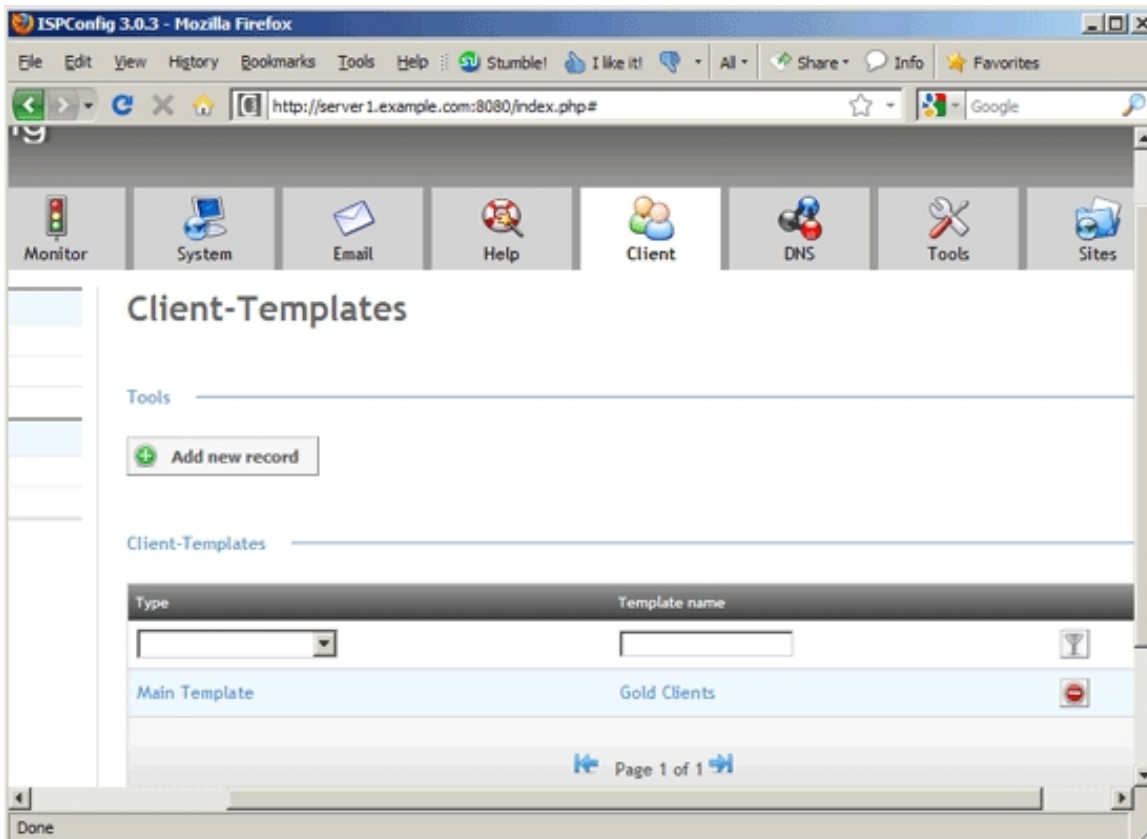 ISPConfig 3.0.3 - Mozilla Firefox
File Edit View History Bookmarks Tools Help Stumble! I like it! All Share Info Favorites
http://server1.example.com:8080/index.php# Google
Monitor System Email Help Client DNS Tools Sites
Client-Templates
Tools
Add new record
Client-Templates
Type Template name
Main Template Gold Clients
Page 1 of 1
Done